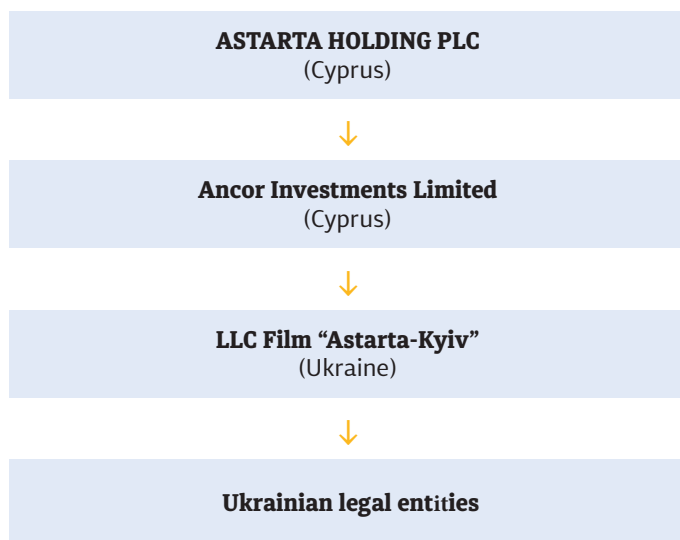 ASTARTA HOLDING PLC
(Cyprus)
Ancor Investments Limited
(Cyprus)
LLC Film “Astarta-Kyiv”
(Ukraine)
Ukrainian legal entities